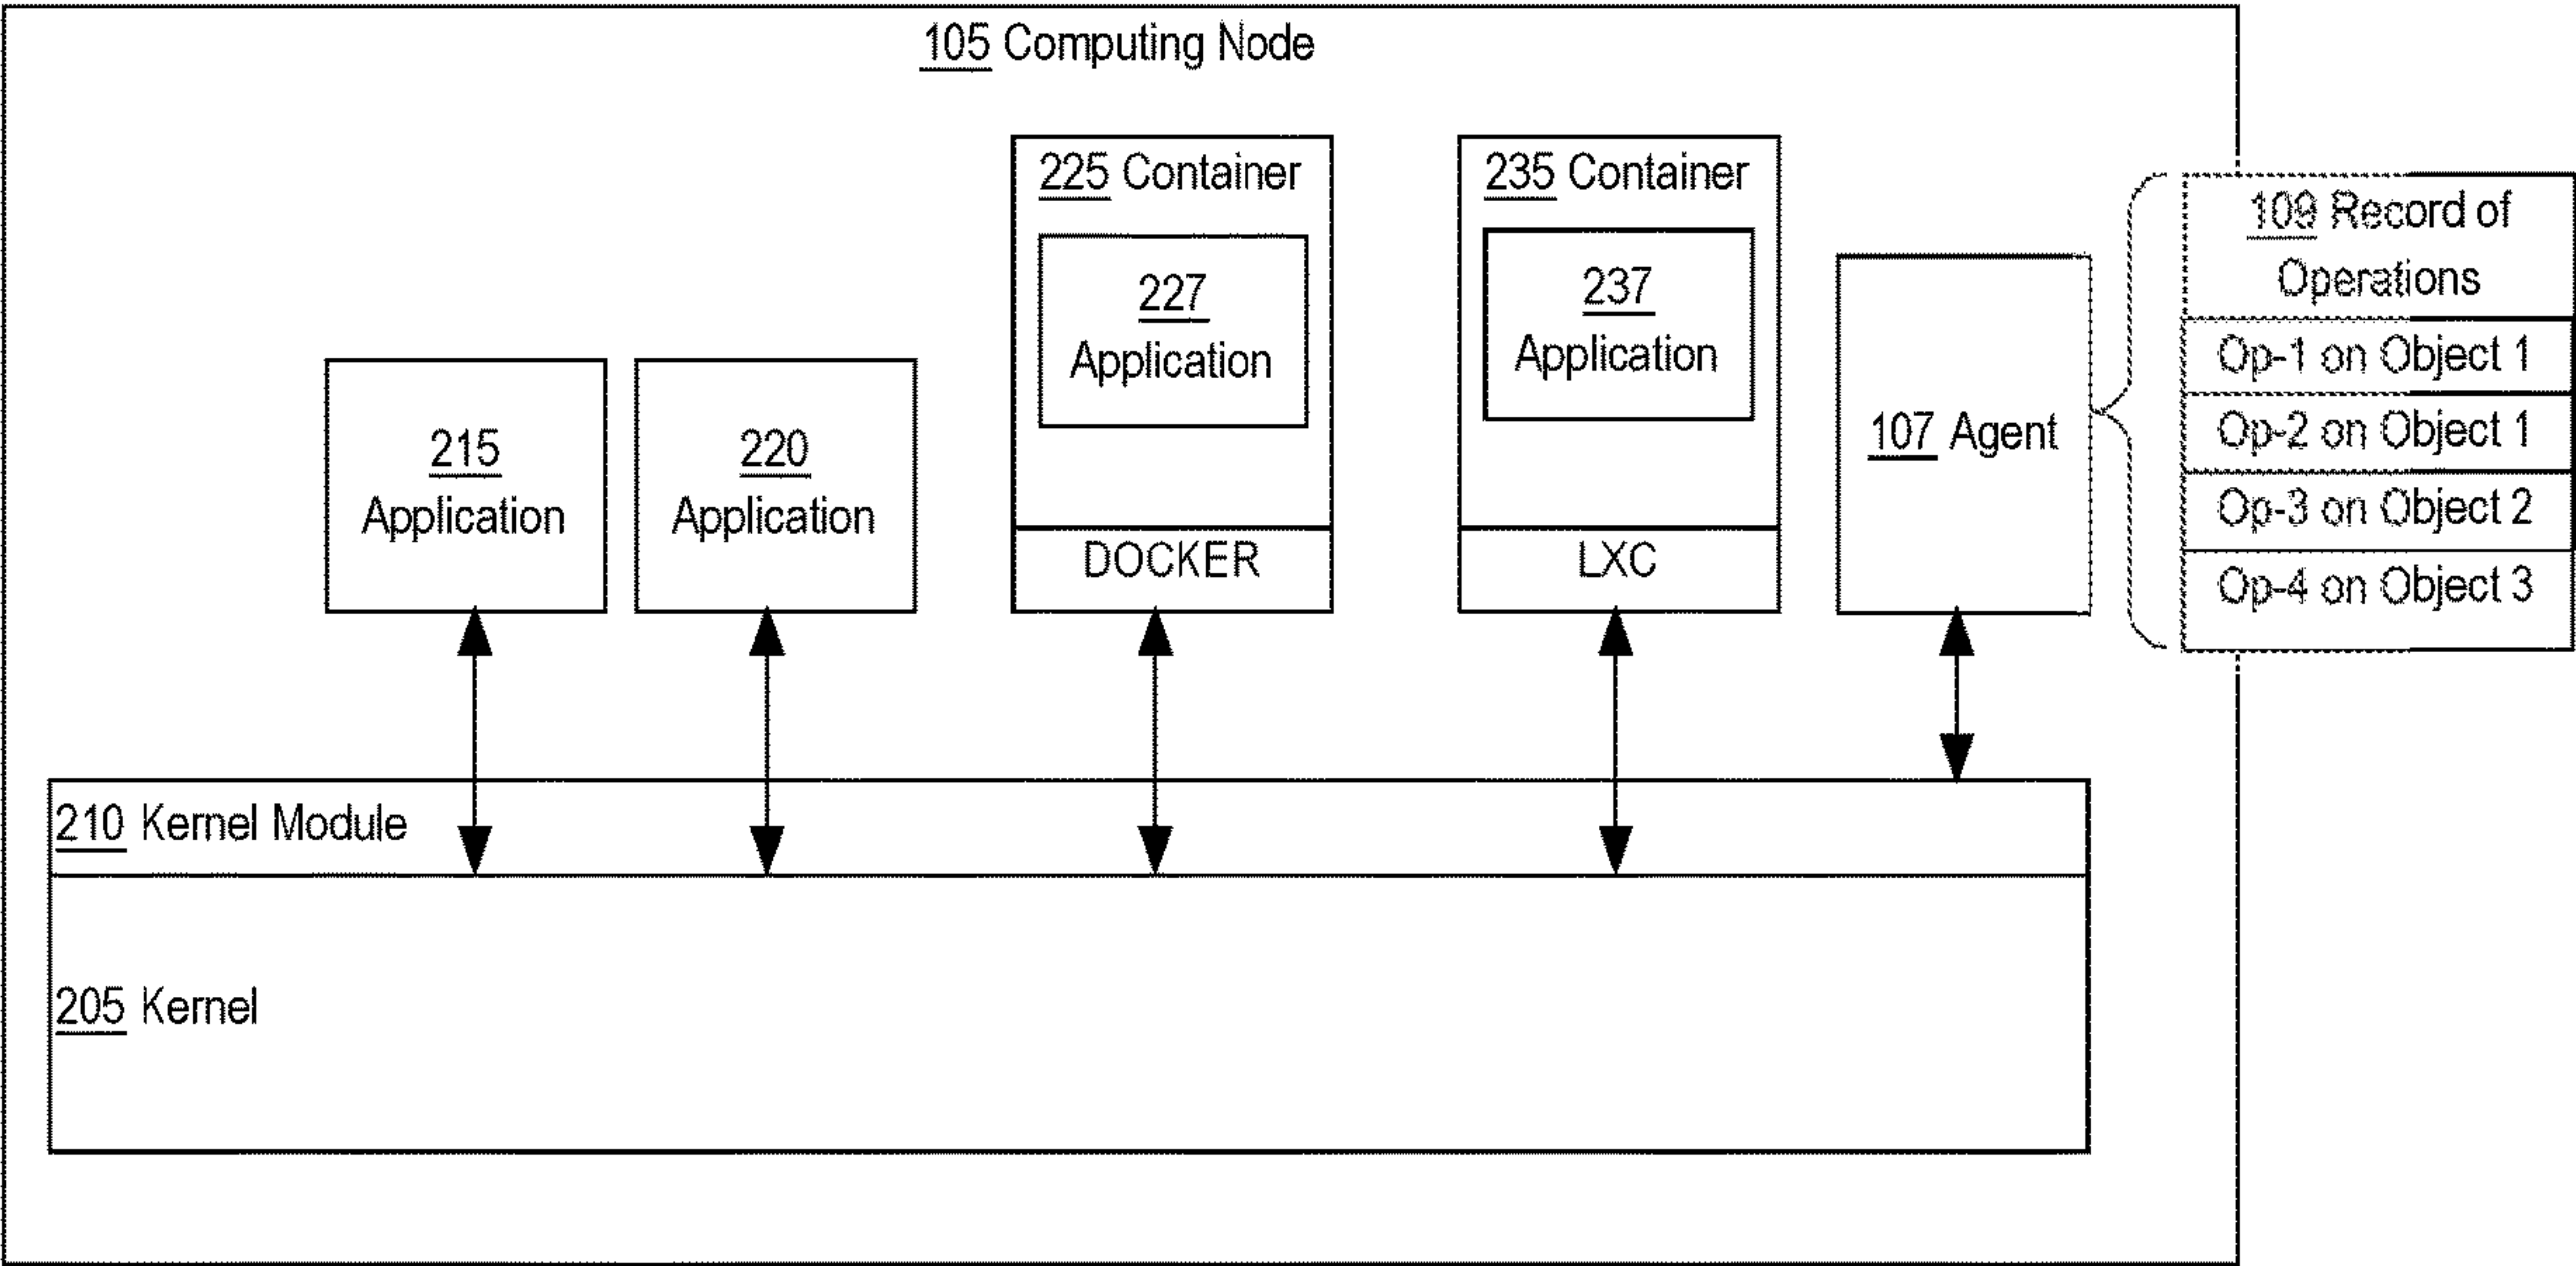 105 Computing Node
225 Container
227
Application
DOCKER
235 Container
237
Application
LXC
109 Record of
Operations
Op-1 on Object 1
Op-2 on Object 1
Op-3 on Object 2
Op-4 on Object 3
107 Agent
215
Application
220
Application
210 Kernel Module
205 Kernel